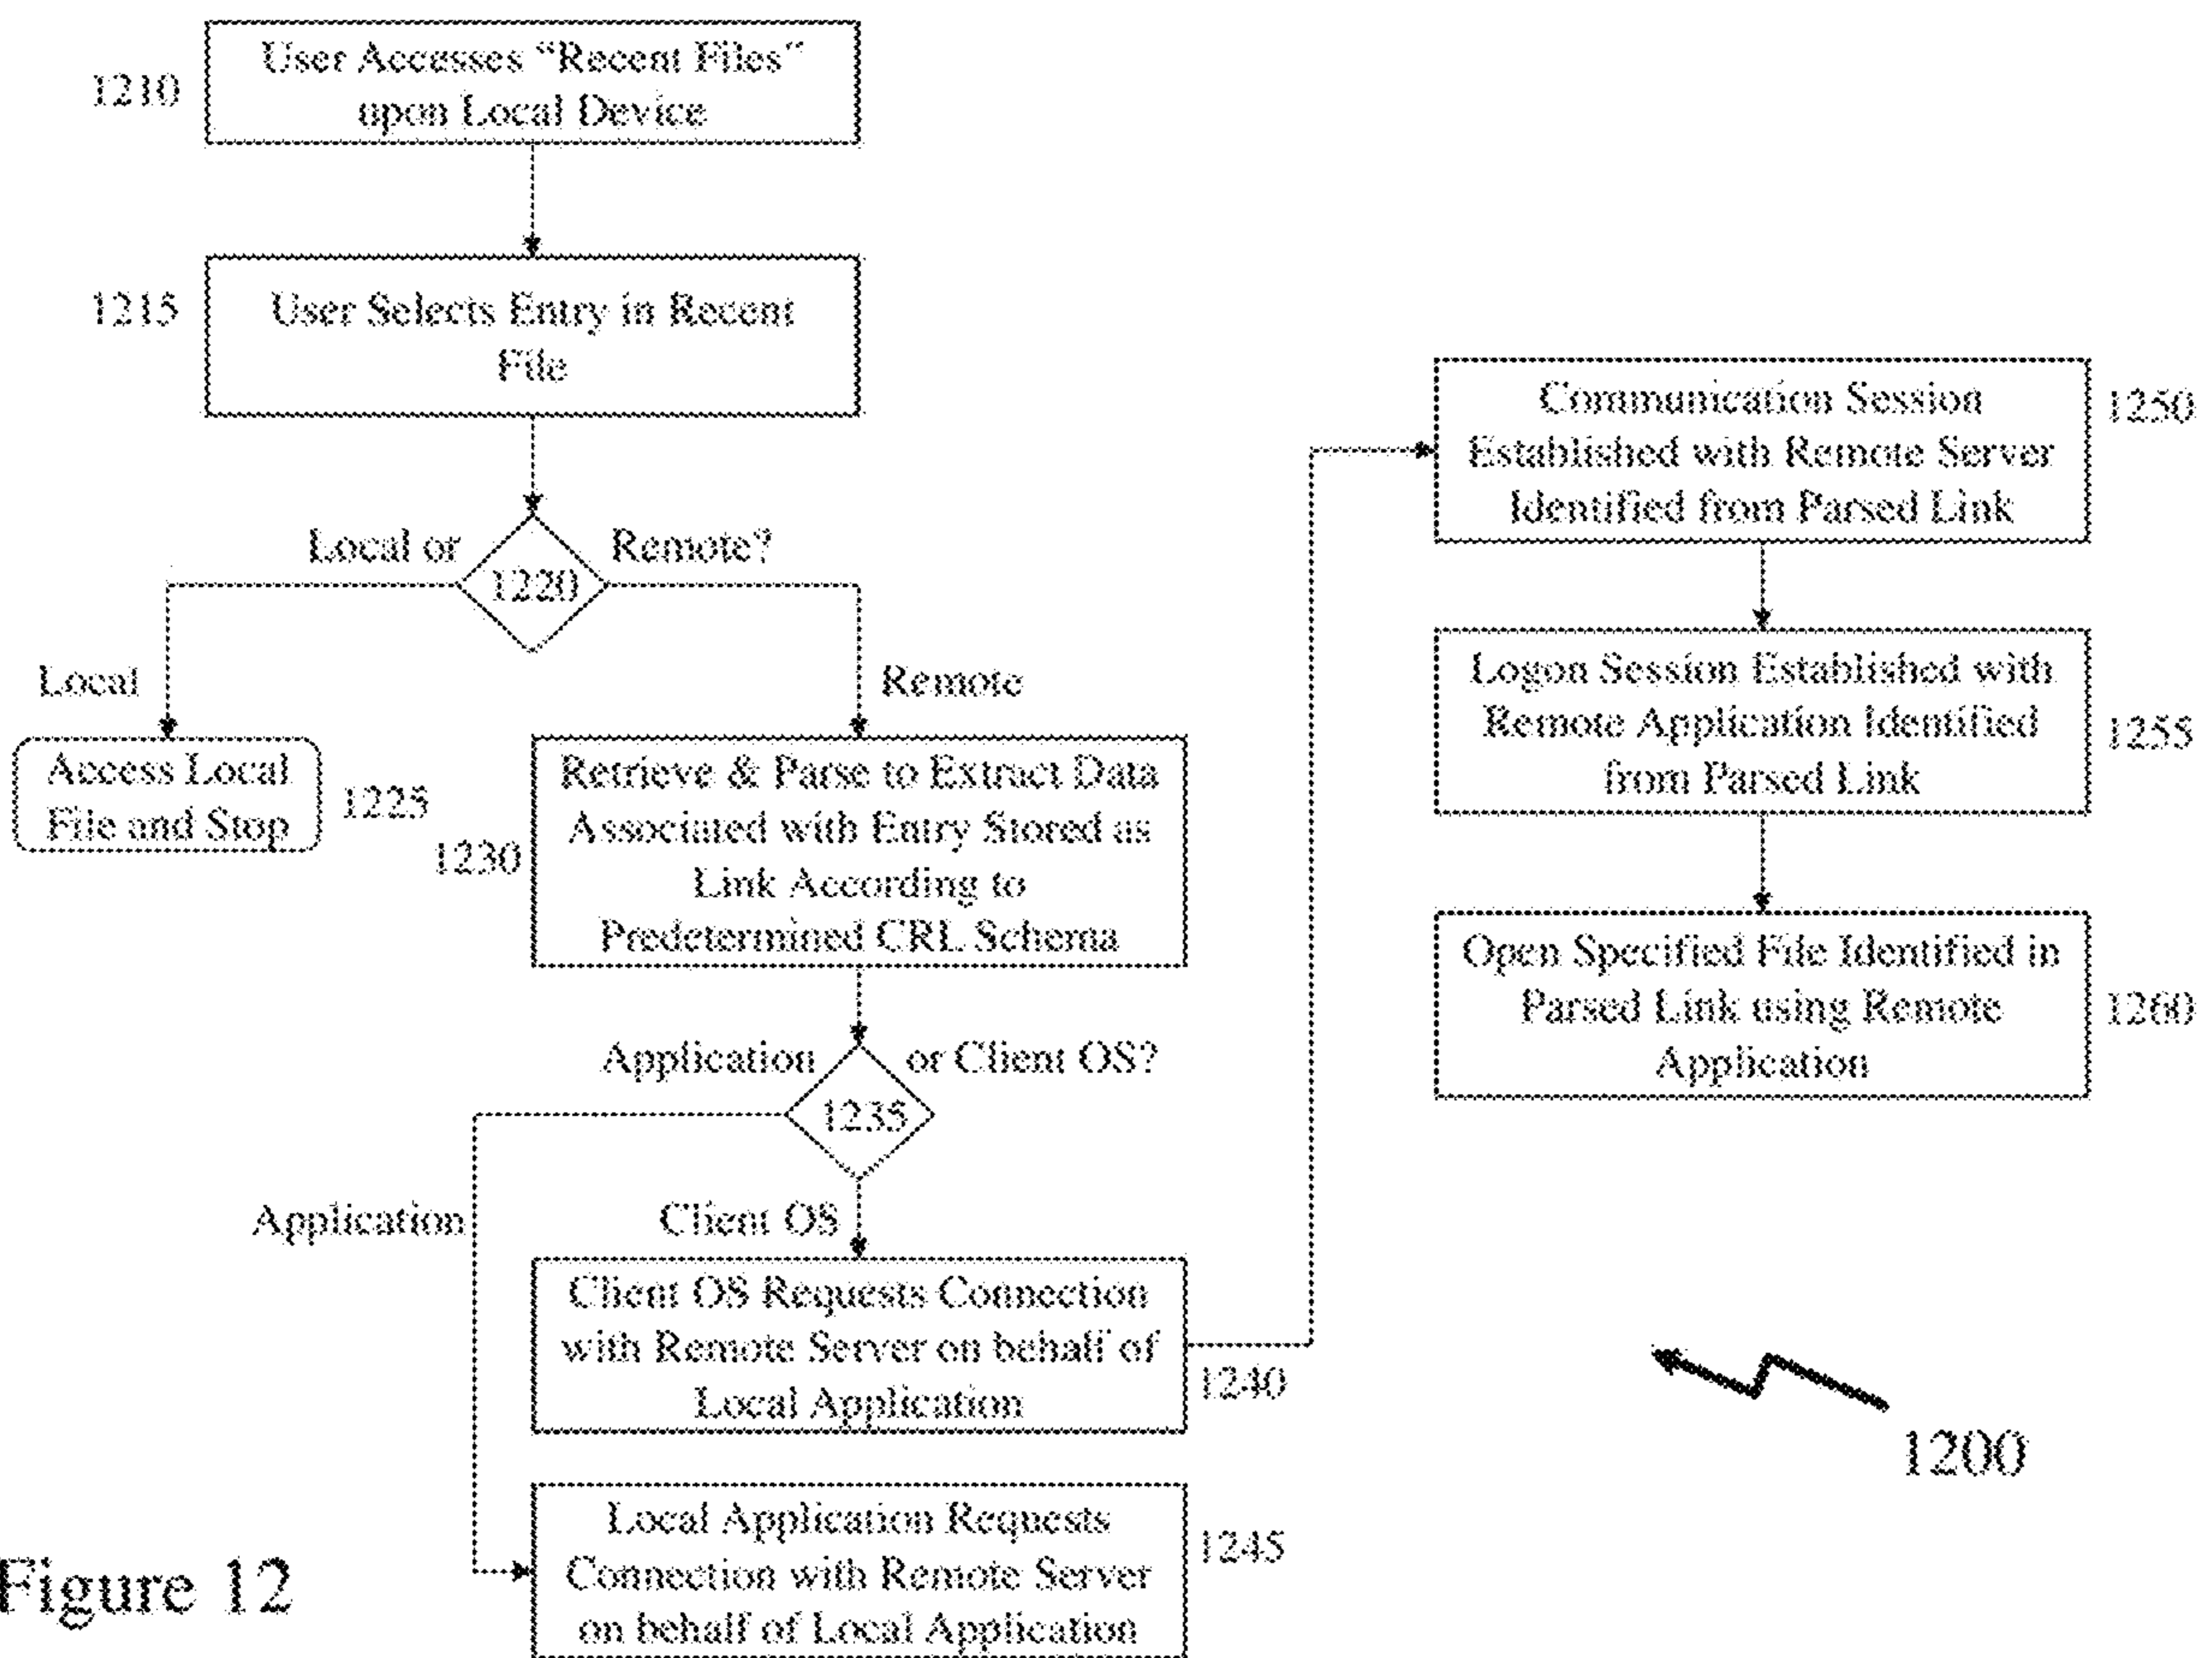 1210
User Accesses “Recent Files“
upon Local Device
1215
User Selects Entry in Recent
File
Local or
1220
Remote?
Local
Remote
Access Local
File and Stop
1225
1230
Retrieve & Parse to Extract Data
Associated with Entry Stored as
Link According to
Predetermined CRL Schema
Application
or Client OS?
1235
Application
Client OS
Client OS Requests Connection
with Remote Server on behalf of
Local Application
1240
Local Application Requests
Connection with Remote Server
on behalf of Local Application
1245
Communication Session
Established with Remote Server
Identified from Parsed Link
1250
Logon Session Established with
Remote Application Identified
from Parsed Link
1255
Open Specified File Identified in
Parsed Link using Remote
Application
1260
1200
Figure 12